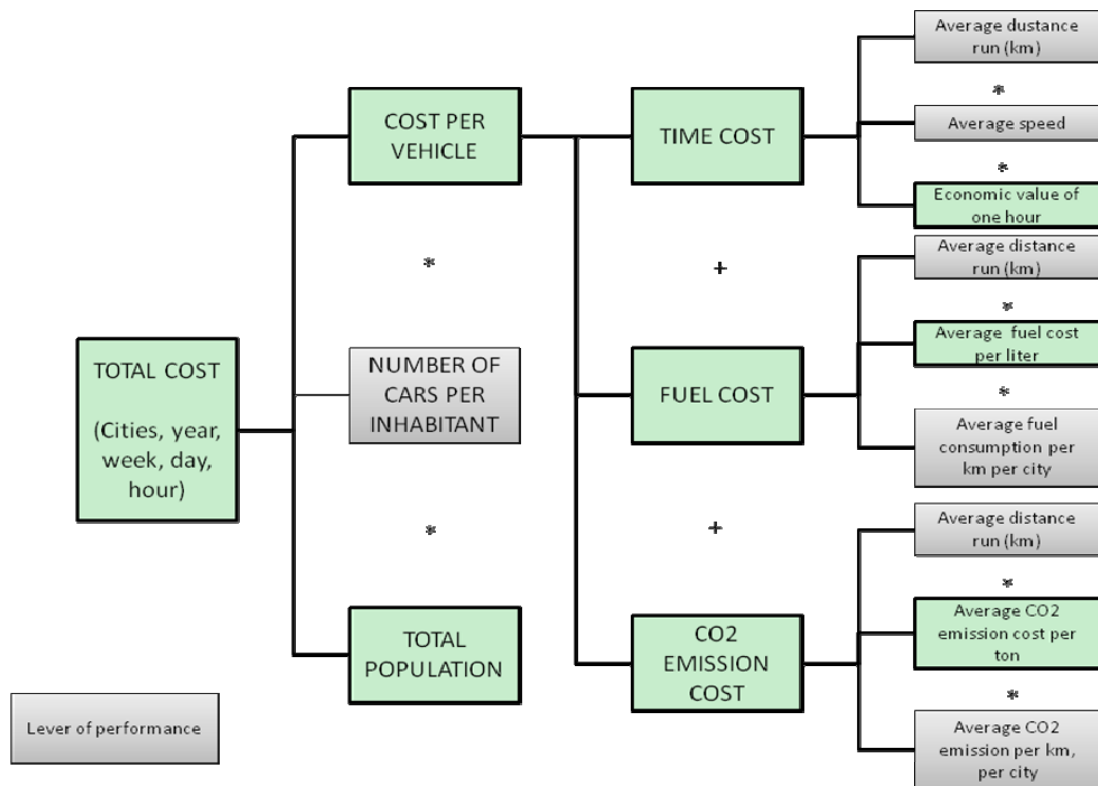 Average dustance
run (km)
*
COST PER
VEHICLE
TIME COST
Average speed
*
Economic value of
one hour
*
+
Average distance
run (km)
*
TOTAL COST
(Cities, year,
week, day,
hour)
NUMBER OF
CARS PER
INHABITANT
FUEL COST
Average fuel cost
per liter
*
Average fuel
consumption per
km per city
*
+
Average distance
run (km)
*
TOTAL
POPULATION
CO2
EMISSION
COST
Average CO2
emission cost per
ton
*
Lever of performance
Average CO2
emission per km,
per city